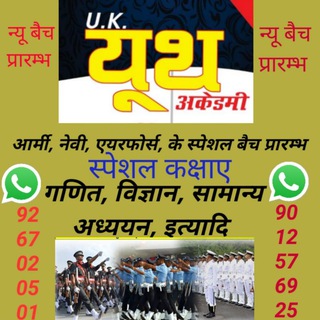 U.K.
न्यू बैच
प्रारम्भ
यूथ
न्यू बैच
प्रारम्भ
अकेडमी
आर्मी, नेवी, एयरफोर्स, के स्पेशल बैच प्रारम्भ
स्पेशल कक्षाए
गणित, विज्ञान, सामान्य
अध्ययन, इत्यादि
92
67
02
05
01
90
12
57
69
25